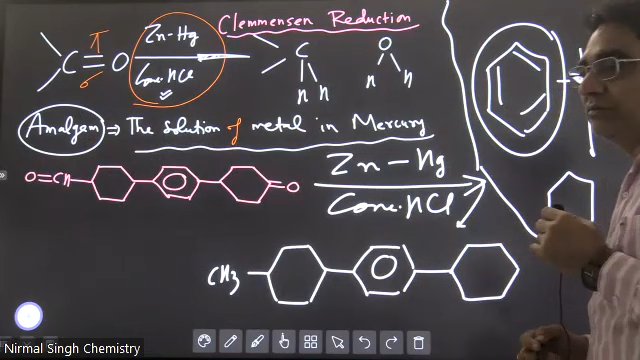 Clemmensen Reduction
C = O
π
σ
Zn-Hg
Conc. HCl
C
H H
O
H H
Amalgam ⇒ The solution of metal in Mercury
O=CH
=O
Zn - Hg
Conc. HCl
CH3
Nirmal Singh Chemistry